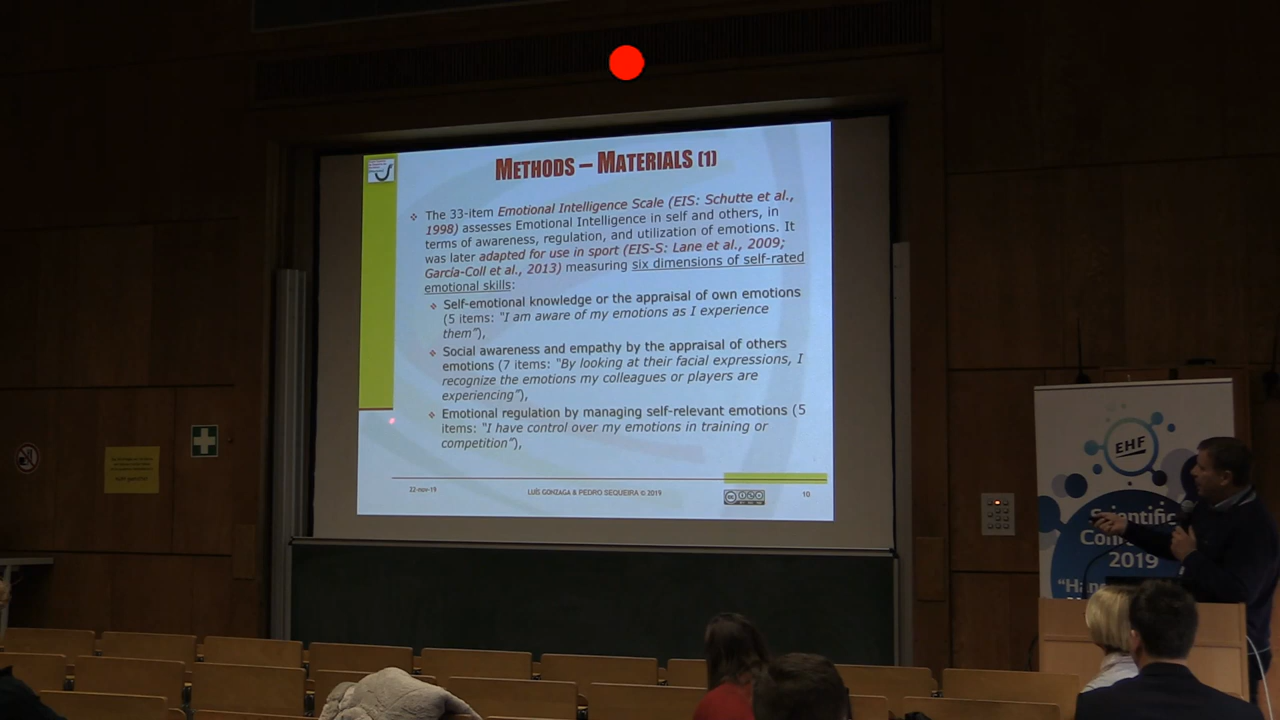 METHODS – MATERIALS (1)
The 33-item Emotional Intelligence Scale (EIS: Schutte et al.,
1998) assesses Emotional Intelligence in self and others, in
terms of awareness, regulation, and utilization of emotions. It
was later adapted for use in sport (EIS-S: Lane et al., 2009;
García-Coll et al., 2013) measuring six dimensions of self-rated
emotional skills:
Self-emotional knowledge or the appraisal of own emotions
(5 items: “I am aware of my emotions as I experience
them”),
Social awareness and empathy by the appraisal of others
emotions (7 items: “By looking at their facial expressions, I
recognize the emotions my colleagues or players are
experiencing”),
Emotional regulation by managing self-relevant emotions (5
items: “I have control over my emotions in training or
competition”),
22-nov-19
LUÍS GONZAGA & PEDRO SEQUEIRA © 2019
10
EHF
Scientific
2019